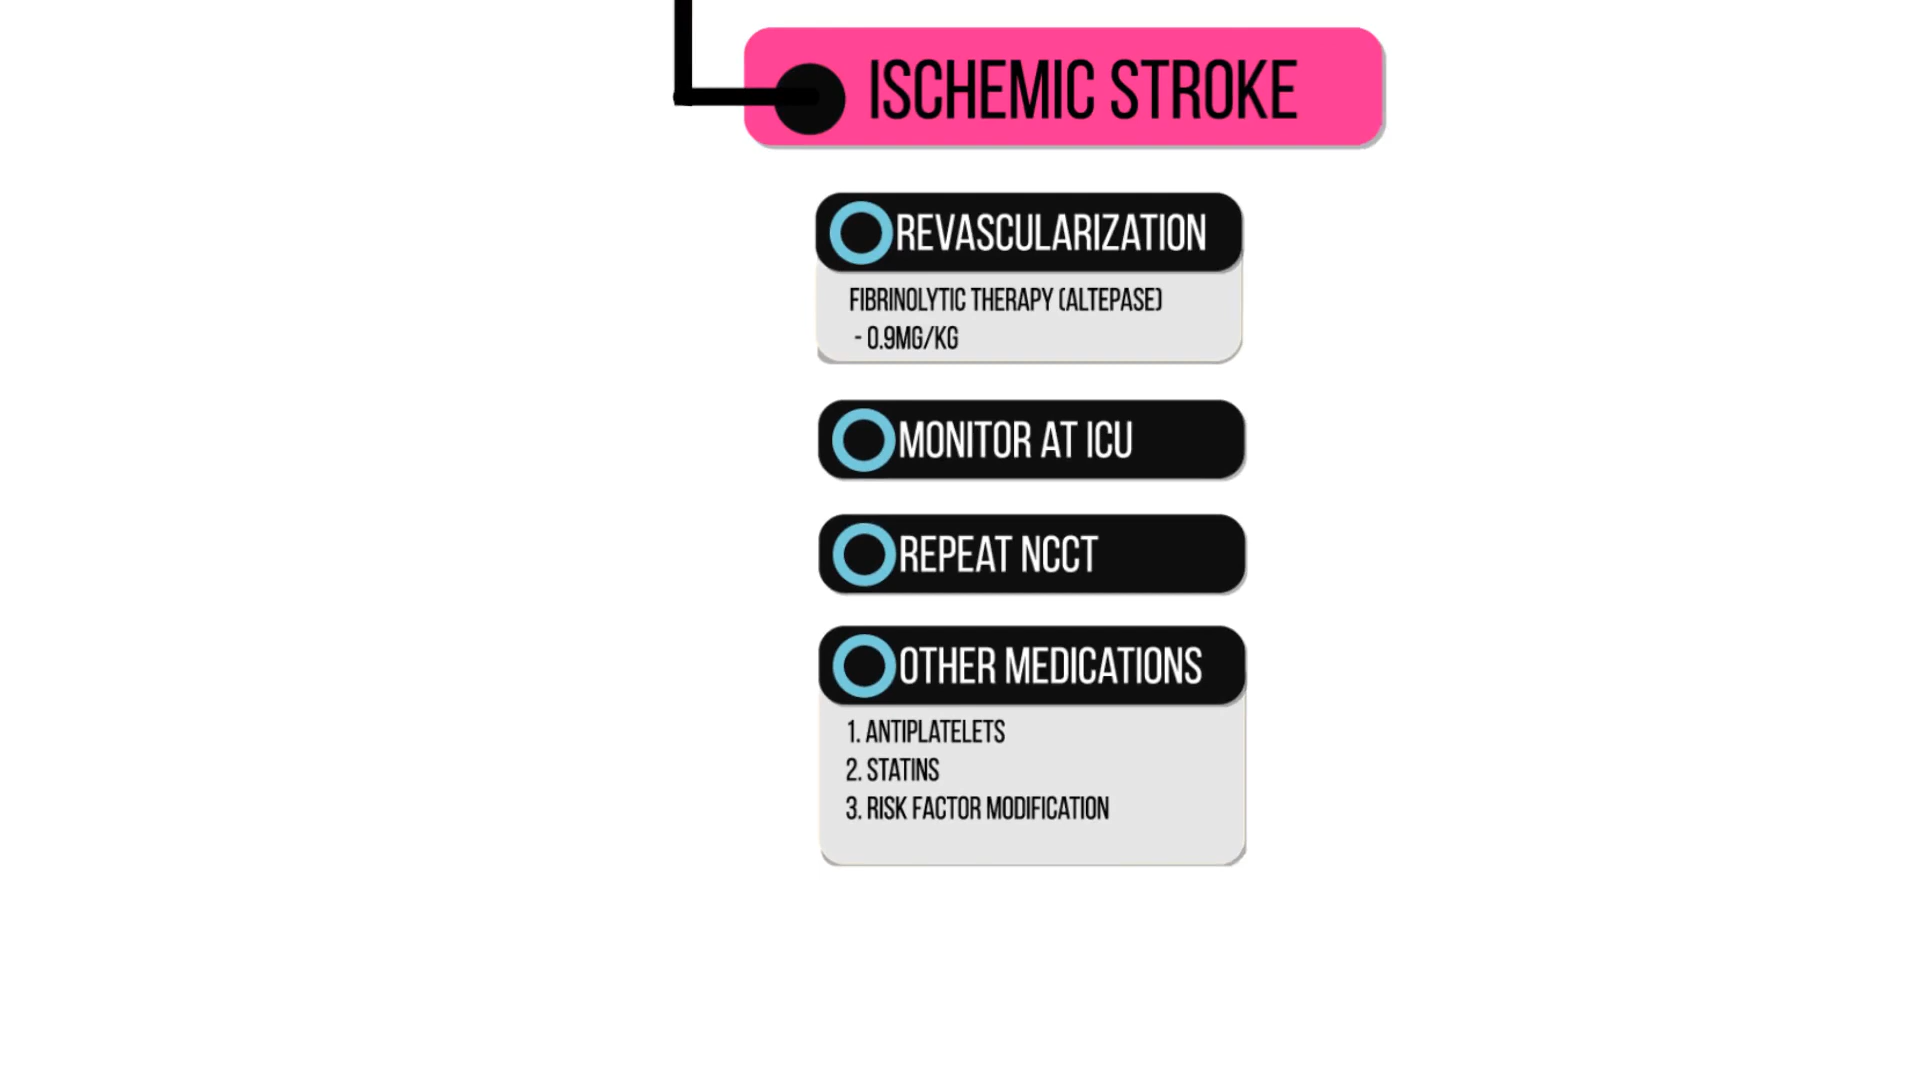 ISCHEMIC STROKE
REVASCULARIZATION
FIBRINOLYTIC THERAPY (ALTEPASE)
- 0.9MG/KG
MONITOR AT ICU
REPEAT NCCT
OTHER MEDICATIONS
1. ANTIPLATELETS
2. STATINS
3. RISK FACTOR MODIFICATION